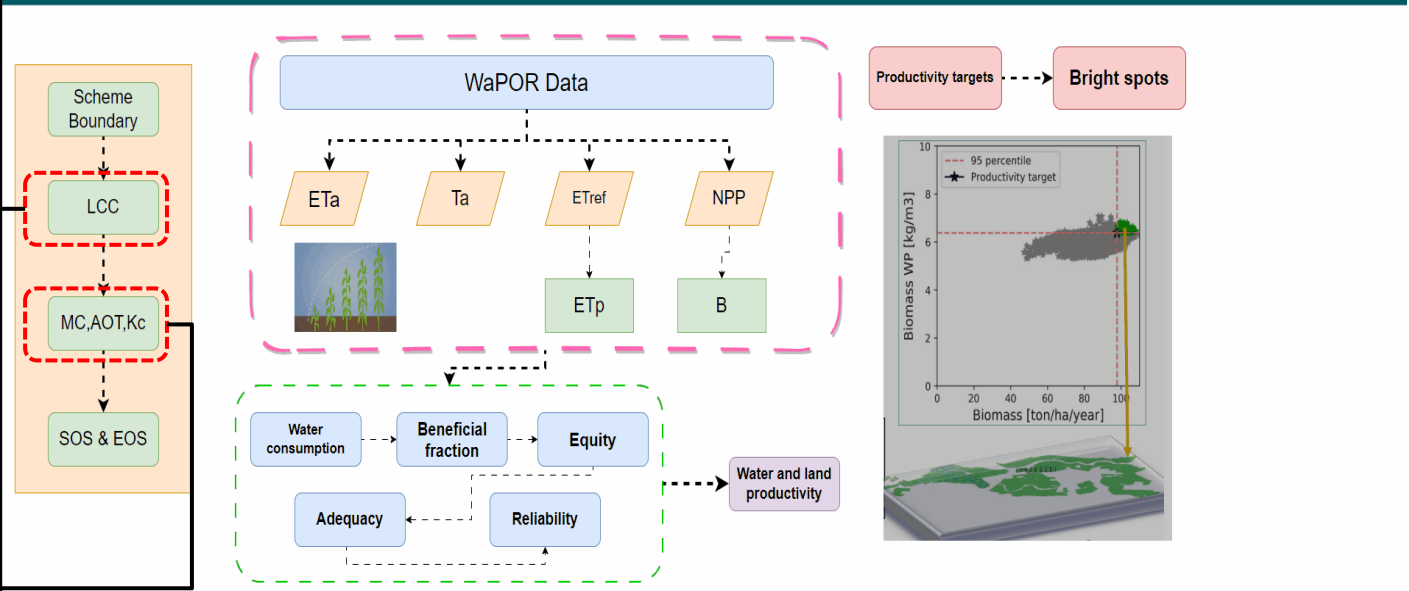 Scheme
Boundary
LCC
MC,AOT,Kc
SOS & EOS
WaPOR Data
ETa
Ta
ETref
NPP
ETp
B
Water
consumption
Beneficial
fraction
Equity
Adequacy
Reliability
Water and land
productivity
Productivity targets
Bright spots
95 percentile
Productivity target
Biomass WP [kg/m3]
10
8
6
4
2
0
0 20 40 60 80 100
Biomass [ton/ha/year]